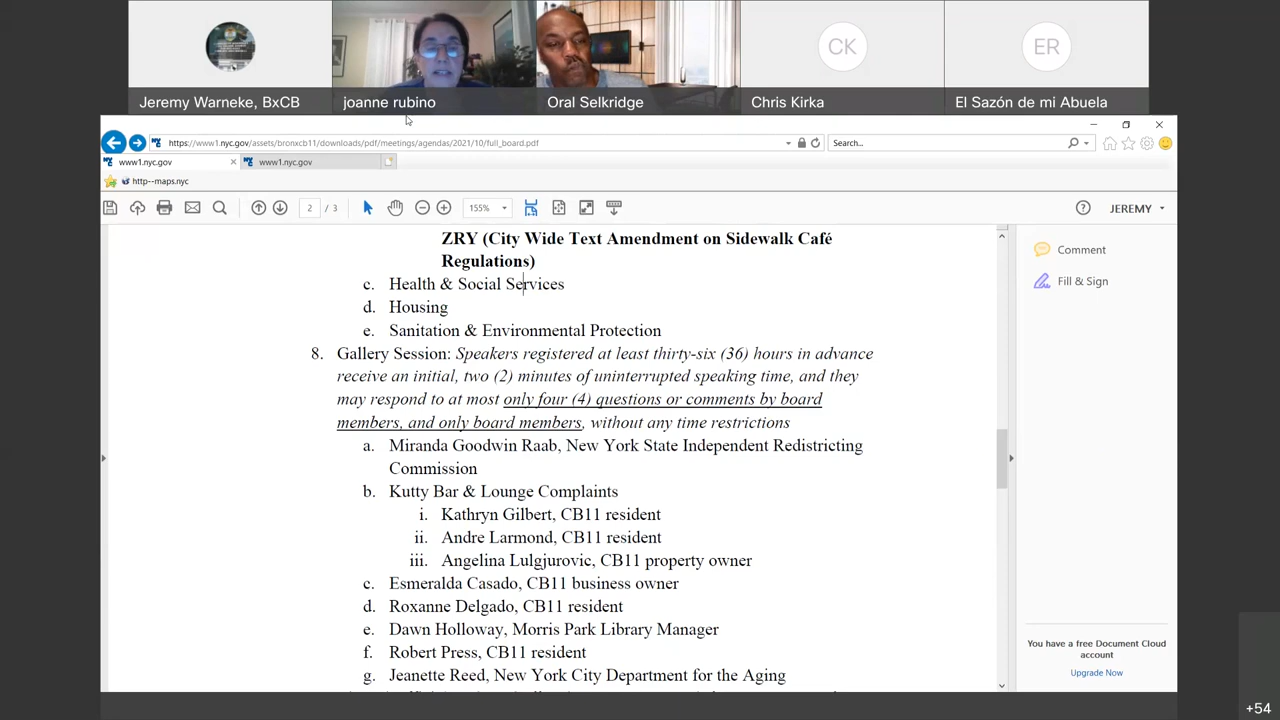 CK
ER
Jeremy Warneke, BxCB
joanne rubino
Oral Selkridge
Chris Kirka
El Sazón de mi Abuela
https://www1.nyc.gov/assets/bronxcb11/downloads/pdf/meetings/agendas/2021/10/full_board.pdf
Search...
www1.nyc.gov
www1.nyc.gov
http--maps.nyc
2 / 3
155%
JEREMY
ZRY (City Wide Text Amendment on Sidewalk Café
Regulations)
c. Health & Social Services
d. Housing
e. Sanitation & Environmental Protection
8. Gallery Session: Speakers registered at least thirty-six (36) hours in advance
receive an initial, two (2) minutes of uninterrupted speaking time, and they
may respond to at most only four (4) questions or comments by board
members, and only board members, without any time restrictions
a. Miranda Goodwin Raab, New York State Independent Redistricting
Commission
b. Kutty Bar & Lounge Complaints
i. Kathryn Gilbert, CB11 resident
ii. Andre Larmond, CB11 resident
iii. Angelina Lulgjurovic, CB11 property owner
c. Esmeralda Casado, CB11 business owner
d. Roxanne Delgado, CB11 resident
e. Dawn Holloway, Morris Park Library Manager
f. Robert Press, CB11 resident
g. Jeanette Reed, New York City Department for the Aging
Comment
Fill & Sign
You have a free Document Cloud
account
Upgrade Now
+54